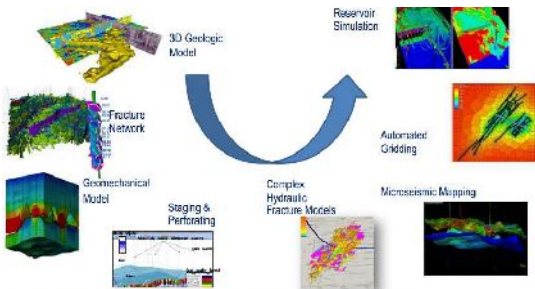 3D Geologic
Model
Reservoir
Simulation
Fracture
Network
Automated
Gridding
Geomechanical
Model
Staging &
Perforating
Complex
Hydraulic
Fracture Models
Microseismic Mapping